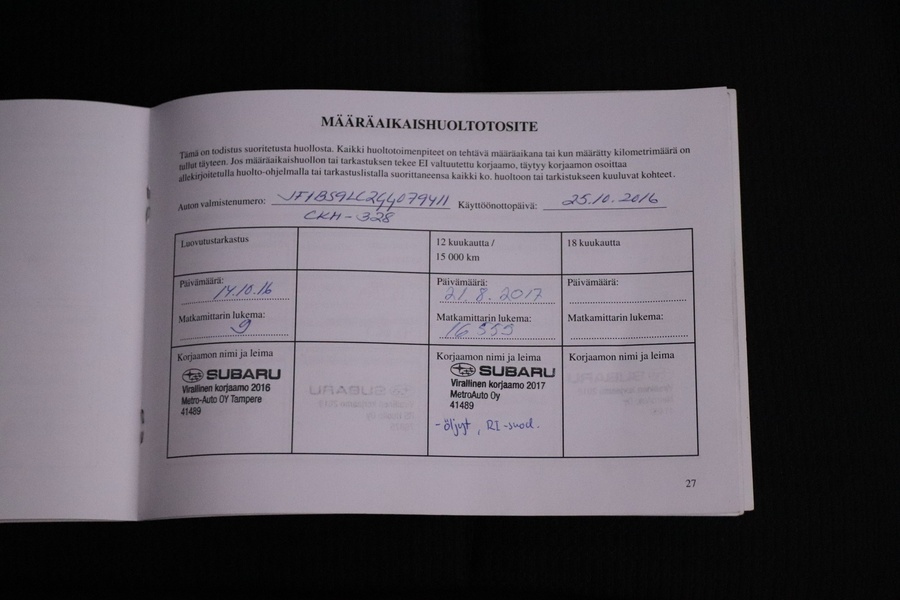 MÄÄRÄAIKAISHUOLTOTOSITE
Tämä on todistus suoritetusta huollosta. Kaikki huoltotoimenpiteet on tehtävä määräaikana tai kun määrätty kilometrimäärä on
tullut täyteen. Jos määräaikaishuollon tai tarkastuksen tekee EI valtuutettu korjaamo, täytyy korjaamon osoittaa
allekirjoitetulla huolto-ohjelmalla tai tarkastuslistalla suorittaneensa kaikki ko. huoltoon tai tarkistukseen kuuluvat kohteet.
Auton valmistenumero: JF1BS9LC2GG079411 Käyttöönottopäivä: 25.10.2016
CKH-328
Luovutustarkastus
12 kuukautta /
15 000 km
18 kuukautta
Päivämäärä:
14.10.16
Päivämäärä:
21.8.2017
Päivämäärä:
Matkamittarin lukema:
9
Matkamittarin lukema:
16 559
Matkamittarin lukema:
Korjaamon nimi ja leima
SUBARU
Virallinen korjaamo 2016
Metro-Auto OY Tampere
41489
Korjaamon nimi ja leima
SUBARU
Virallinen korjaamo 2017
MetroAuto Oy
41489
-öljyt, RI-suod.
Korjaamon nimi ja leima
27